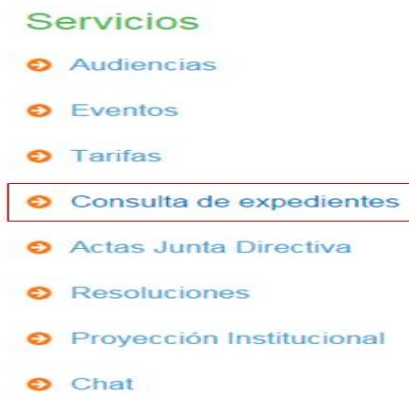 Servicios
Audiencias
Eventos
Tarifas
Consulta de expedientes
Actas Junta Directiva
Resoluciones
Proyección Institucional
Chat